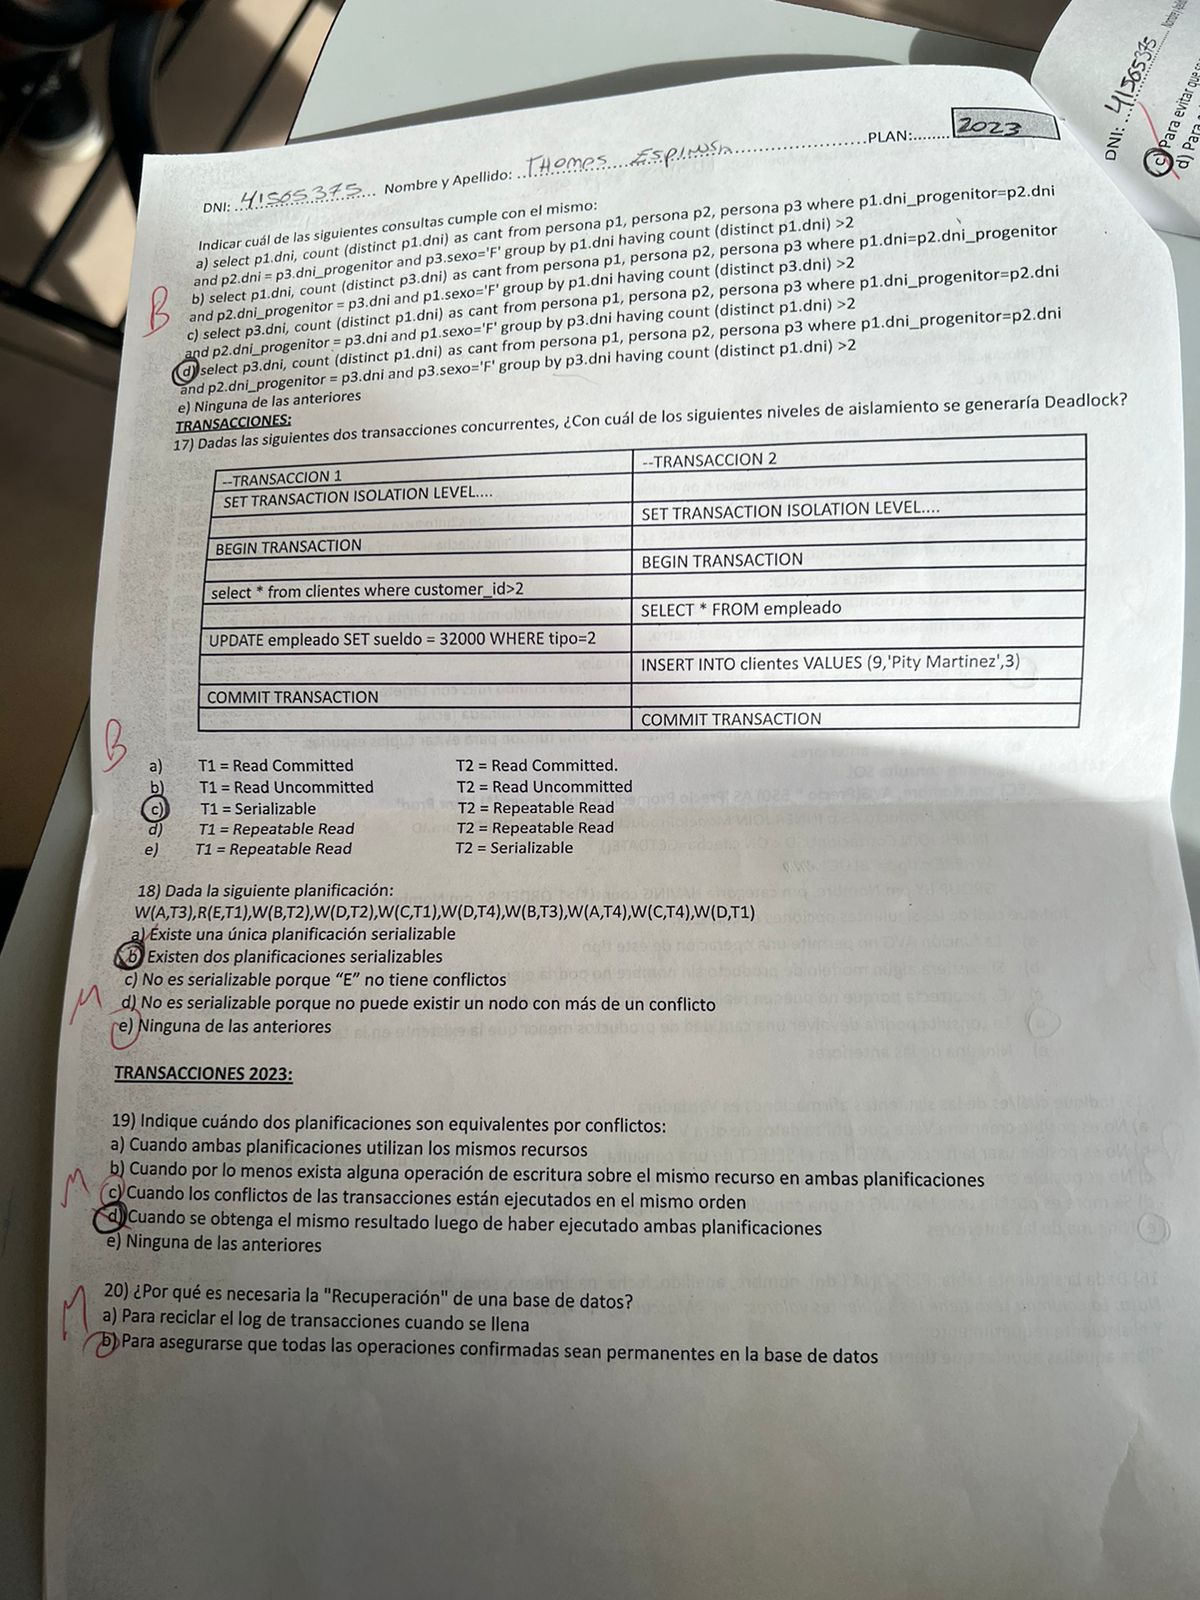 DNI: 41565375 Nombre y Apellido: THOMAS ESPINOSA PLAN: 2023
Indicar cuál de las siguientes consultas cumple con el mismo:
a) select p1.dni, count (distinct p1.dni) as cant from persona p1, persona p2, persona p3 where p1.dni_progenitor=p2.dni
and p2.dni = p3.dni_progenitor and p3.sexo='F' group by p1.dni having count (distinct p1.dni) >2
b) select p1.dni, count (distinct p3.dni) as cant from persona p1, persona p2, persona p3 where p1.dni=p2.dni_progenitor
and p2.dni_progenitor = p3.dni and p1.sexo='F' group by p1.dni having count (distinct p3.dni) >2
c) select p3.dni, count (distinct p1.dni) as cant from persona p1, persona p2, persona p3 where p1.dni_progenitor=p2.dni
and p2.dni_progenitor = p3.dni and p1.sexo='F' group by p3.dni having count (distinct p1.dni) >2
d) select p3.dni, count (distinct p1.dni) as cant from persona p1, persona p2, persona p3 where p1.dni_progenitor=p2.dni
and p2.dni_progenitor = p3.dni and p3.sexo='F' group by p3.dni having count (distinct p1.dni) >2
B
e) Ninguna de las anteriores
TRANSACCIONES:
17) Dadas las siguientes dos transacciones concurrentes, ¿Con cuál de los siguientes niveles de aislamiento se generaría Deadlock?
--TRANSACCION 1 --TRANSACCION 2
SET TRANSACTION ISOLATION LEVEL....
SET TRANSACTION ISOLATION LEVEL....
BEGIN TRANSACTION
BEGIN TRANSACTION
select * from clientes where customer_id>2
SELECT * FROM empleado
UPDATE empleado SET sueldo = 32000 WHERE tipo=2
INSERT INTO clientes VALUES (9,'Pity Martinez',3)
COMMIT TRANSACTION
COMMIT TRANSACTION
B
a) T1 = Read Committed T2 = Read Committed.
b) T1 = Read Uncommitted T2 = Read Uncommitted
c) T1 = Serializable T2 = Repeatable Read
d) T1 = Repeatable Read T2 = Repeatable Read
e) T1 = Repeatable Read T2 = Serializable
18) Dada la siguiente planificación:
W(A,T3),R(E,T1),W(B,T2),W(D,T2),W(C,T1),W(D,T4),W(B,T3),W(A,T4),W(C,T4),W(D,T1)
a) Existe una única planificación serializable
b) Existen dos planificaciones serializables
c) No es serializable porque “E” no tiene conflictos
M d) No es serializable porque no puede existir un nodo con más de un conflicto
e) Ninguna de las anteriores
TRANSACCIONES 2023:
19) Indique cuándo dos planificaciones son equivalentes por conflictos:
a) Cuando ambas planificaciones utilizan los mismos recursos
b) Cuando por lo menos exista alguna operación de escritura sobre el mismo recurso en ambas planificaciones
M c) Cuando los conflictos de las transacciones están ejecutados en el mismo orden
d) Cuando se obtenga el mismo resultado luego de haber ejecutado ambas planificaciones
e) Ninguna de las anteriores
20) ¿Por qué es necesaria la "Recuperación" de una base de datos?
M a) Para reciclar el log de transacciones cuando se llena
b) Para asegurarse que todas las operaciones confirmadas sean permanentes en la base de datos
DNI: 41565375
c) Para evitar que
d) Para